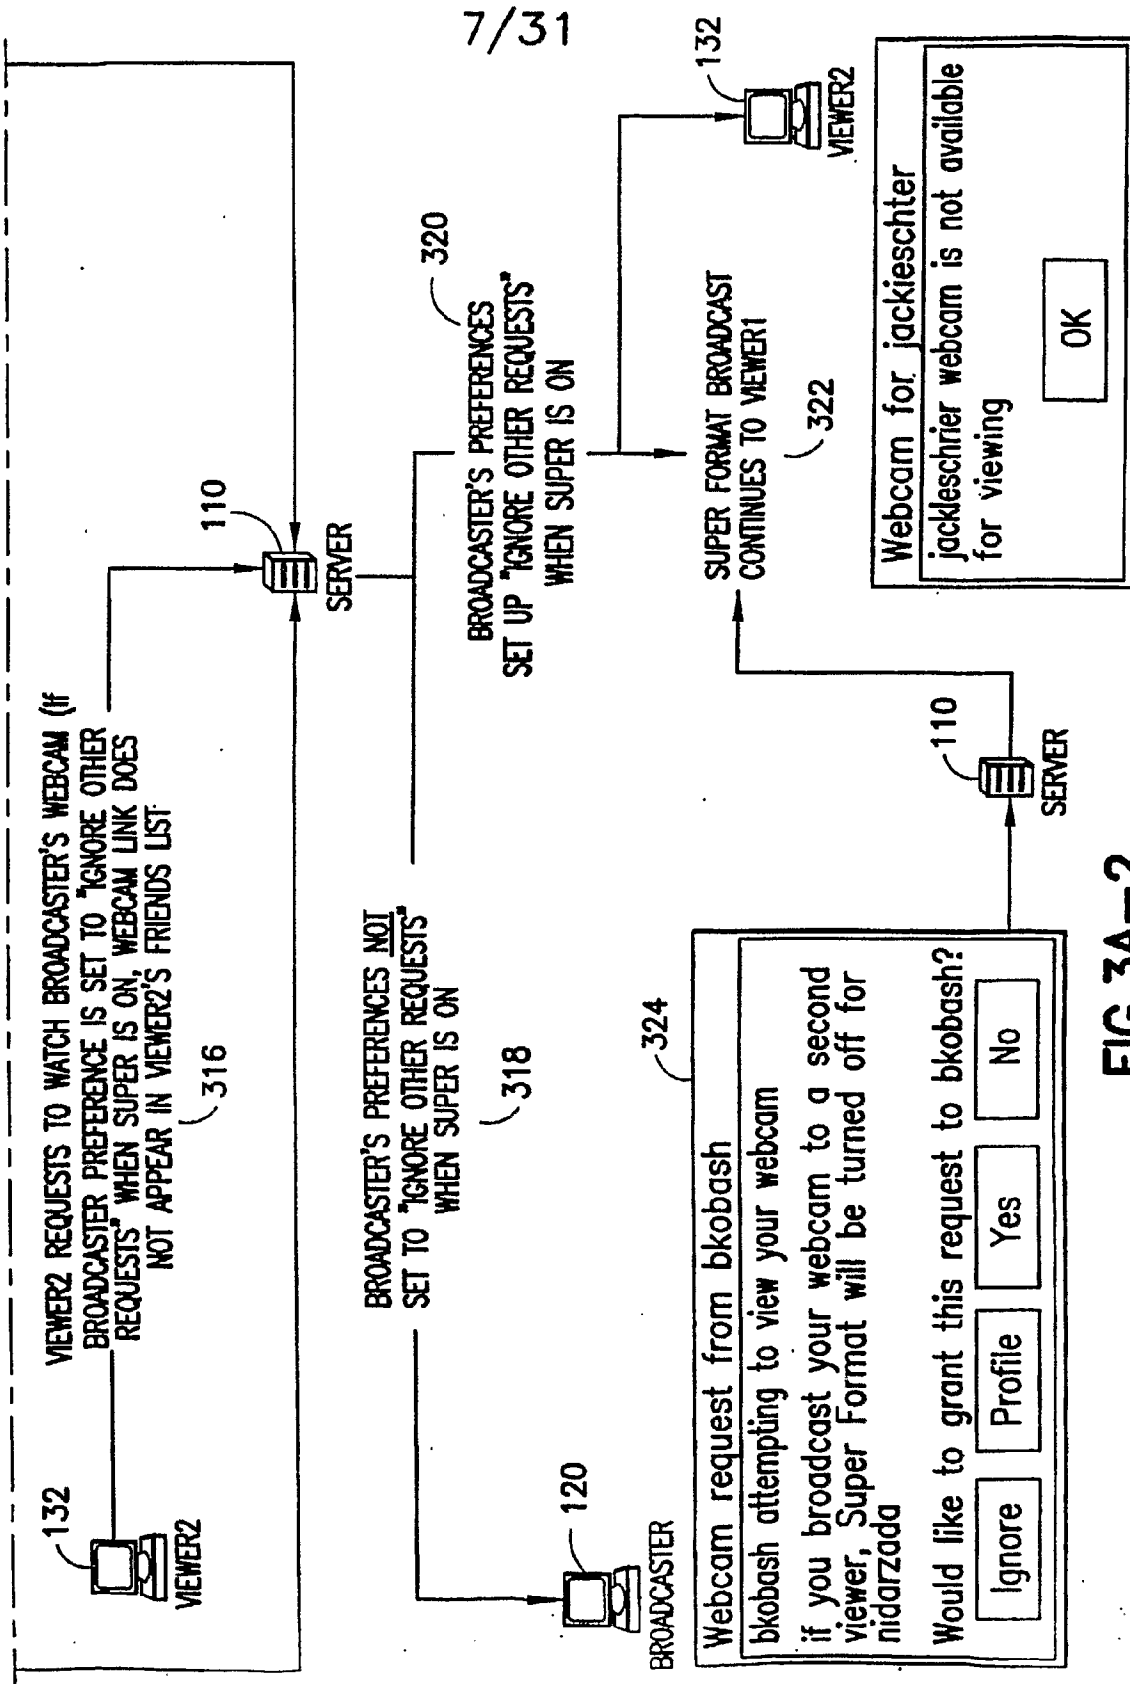 7/31
132
VIEWER2
VIEWER2 REQUESTS TO WATCH BROADCASTER'S WEBCAM (IF
BROADCASTER PREFERENCE IS SET TO "IGNORE OTHER
REQUESTS" WHEN SUPER IS ON, WEBCAM LINK DOES
NOT APPEAR IN VIEWER2'S FRIENDS LIST
316
110
SERVER
BROADCASTER'S PREFERENCES NOT
SET TO "IGNORE OTHER REQUESTS"
WHEN SUPER IS ON
318
BROADCASTER'S PREFERENCES
SET UP "IGNORE OTHER REQUESTS"
WHEN SUPER IS ON
320
120
BROADCASTER
SUPER FORMAT BROADCAST
CONTINUES TO VIEWER1
322
132
VIEWER2
324
Webcam request from bkobash
bkobash attempting to view your webcam
if you broadcast your webcam to a second
viewer, Super Format will be turned off for
nidarzada
Would like to grant this request to bkobash?
Ignore
Profile
Yes
No
110
SERVER
Webcam for jackieschter
jackleschrier webcam is not available
for viewing
OK
FIG.3A-2